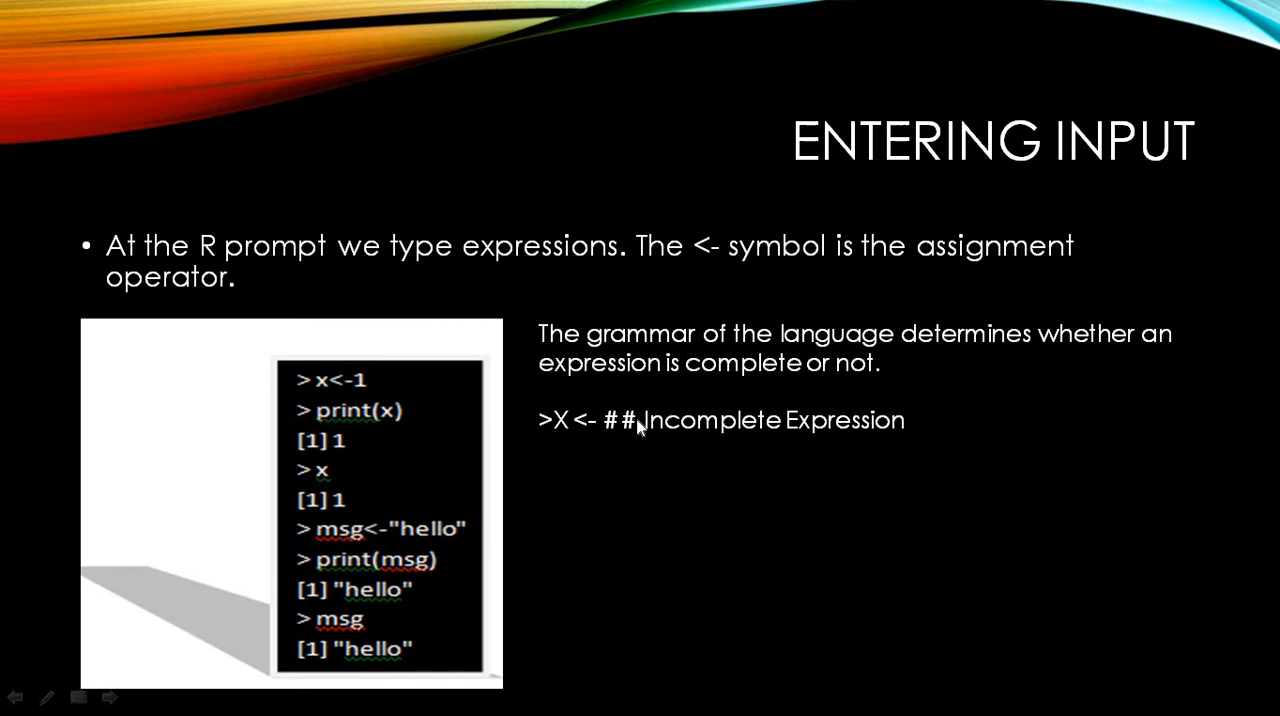 ENTERING INPUT
• At the R prompt we type expressions. The <- symbol is the assignment
operator.
> x<-1
> print(x)
[1] 1
> x
[1] 1
> msg<-"hello"
> print(msg)
[1] "hello"
> msg
[1] "hello"
The grammar of the language determines whether an
expression is complete or not.
>X <- ## Incomplete Expression